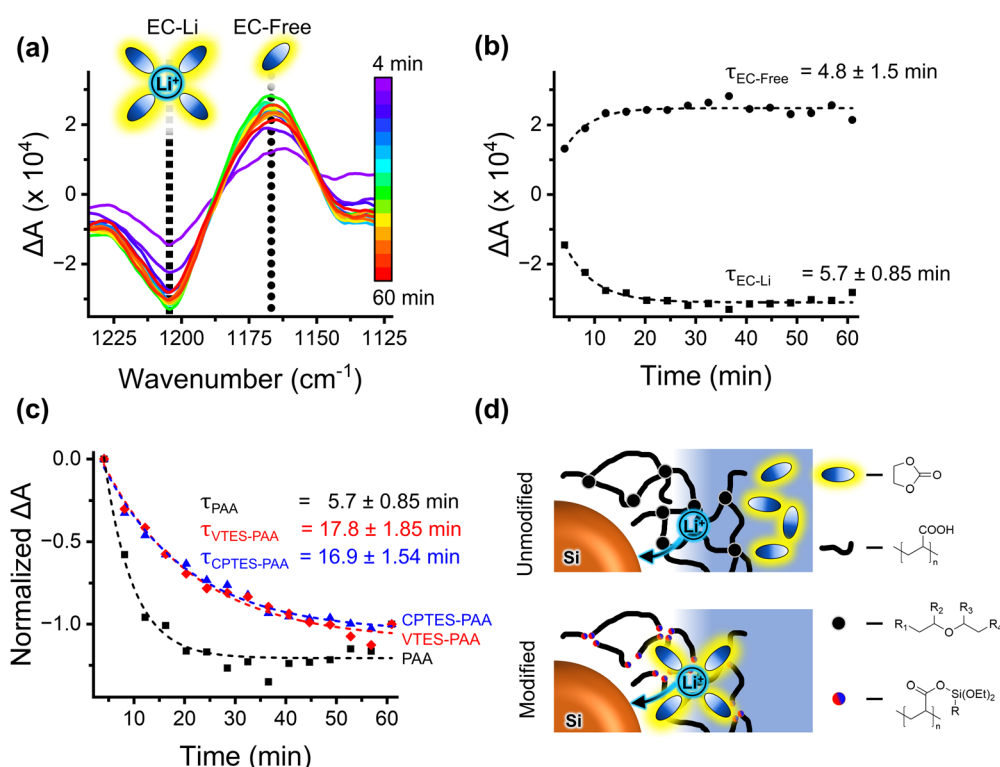 (a)
EC-Li
EC-Free
Li⁺
4 min
60 min
ΔA (x 10⁴)
2
0
−2
1225
1200
1175
1150
1125
Wavenumber (cm⁻¹)
(b)
τEC-Free = 4.8 ± 1.5 min
τEC-Li = 5.7 ± 0.85 min
ΔA (x 10⁴)
2
0
−2
10
20
30
40
50
60
Time (min)
(c)
τPAA = 5.7 ± 0.85 min
τVTES-PAA = 17.8 ± 1.85 min
τCPTES-PAA = 16.9 ± 1.54 min
CPTES-PAA
VTES-PAA
PAA
Normalized ΔA
0.0
−0.5
−1.0
0
10
20
30
40
50
60
Time (min)
(d)
Unmodified
Si
Li⁺
O
O
O
COOH
n
Modified
Si
Li⁺
R₁
R₂
O
R₃
R₄
O
O
Si(OEt)₂
R
n